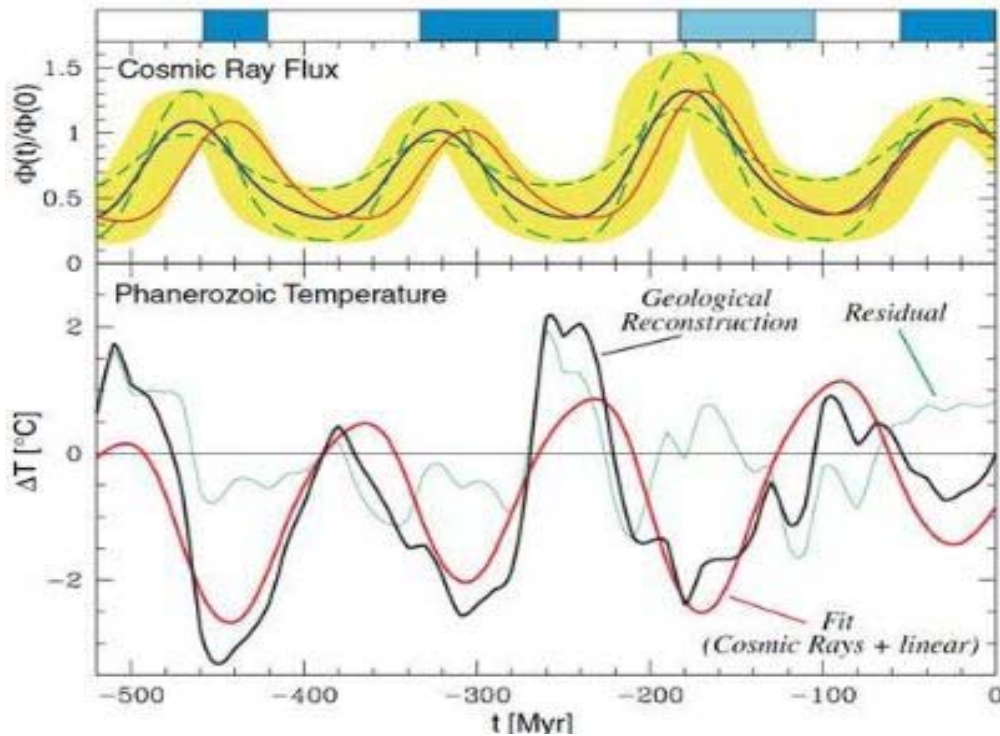 Cosmic Ray Flux
Φ(t)/Φ(0)
1.5
1
0.5
0
Phanerozoic Temperature
Geological
Reconstruction
Residual
ΔT [°C]
2
0
−2
Fit
(Cosmic Rays + linear)
−500
−400
−300
−200
−100
0
t [Myr]